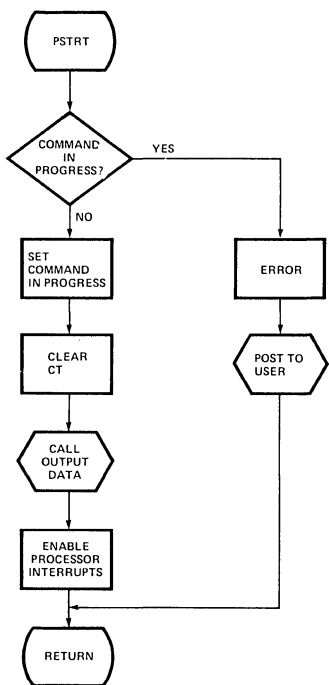 PSTRT
COMMAND
IN
PROGRESS?
YES
NO
SET
COMMAND
IN PROGRESS
ERROR
CLEAR
CT
POST TO
USER
CALL
OUTPUT
DATA
ENABLE
PROCESSOR
INTERRUPTS
RETURN